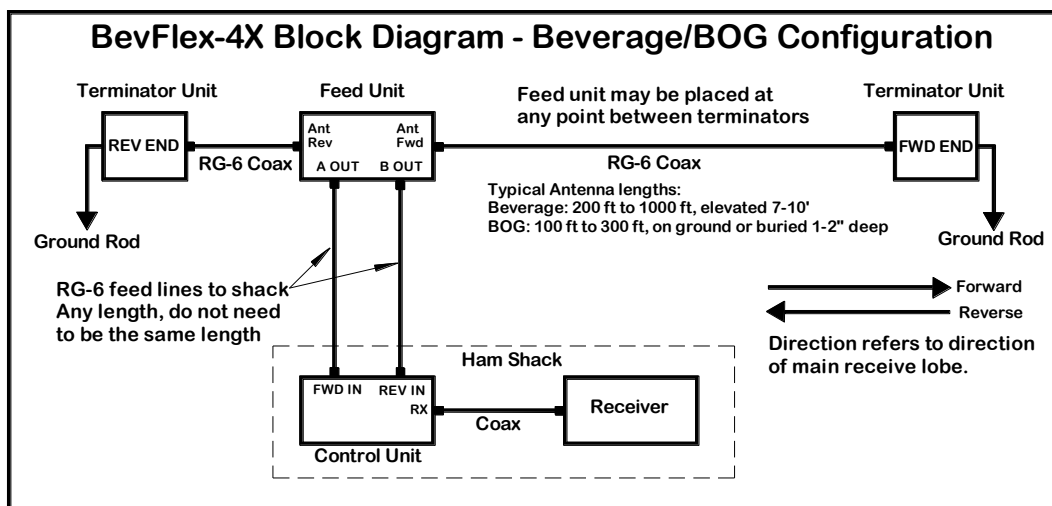 BevFlex-4X Block Diagram - Beverage/BOG Configuration
Terminator Unit
Feed Unit
Feed unit may be placed at
any point between terminators
Terminator Unit
REV END
Ant
Rev
Ant
Fwd
A OUT
B OUT
FWD END
RG-6 Coax
RG-6 Coax
Typical Antenna lengths:
Beverage: 200 ft to 1000 ft, elevated 7-10'
BOG: 100 ft to 300 ft, on ground or buried 1-2" deep
Ground Rod
Ground Rod
RG-6 feed lines to shack
Any length, do not need
to be the same length
Forward
Reverse
Direction refers to direction
of main receive lobe.
Ham Shack
FWD IN
REV IN
RX
Coax
Receiver
Control Unit